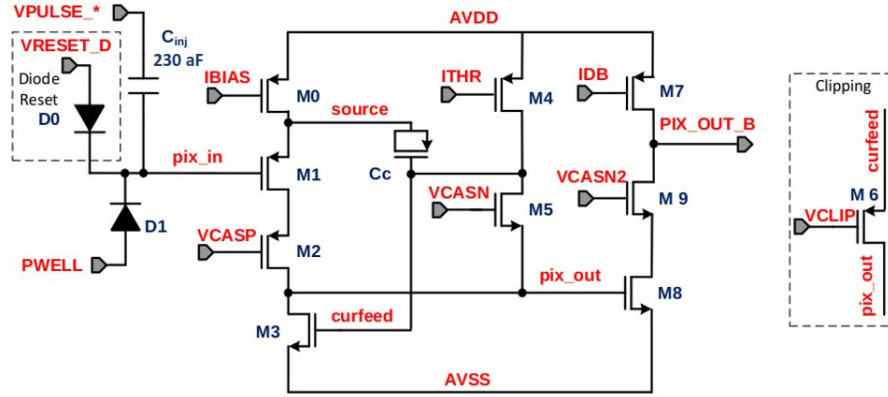 VPULSE_*
AVDD
VRESET_D
Cinj
230 aF
Diode
Reset
D0
IBIAS
M0
ITHR
M4
IDB
M7
Clipping
source
PIX_OUT_B
curfeed
pix_in
M1
Cc
VCASN
M5
VCASN2
M 9
M 6
D1
VCLIP
PWELL
VCASP
M2
pix_out
M8
pix_out
curfeed
M3
AVSS